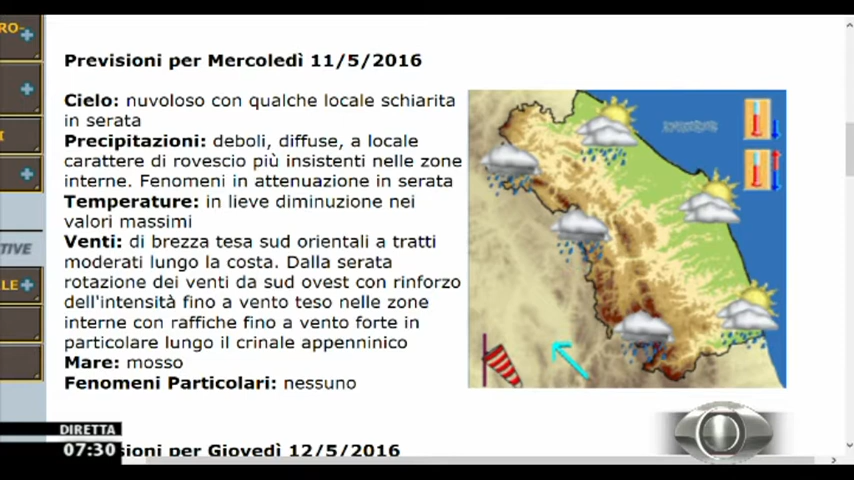 RO-
Previsioni per Mercoledì 11/5/2016
Cielo: nuvoloso con qualche locale schiarita
in serata
Precipitazioni: deboli, diffuse, a locale
carattere di rovescio più insistenti nelle zone
interne. Fenomeni in attenuazione in serata
Temperature: in lieve diminuzione nei
valori massimi
Venti: di brezza tesa sud orientali a tratti
moderati lungo la costa. Dalla serata
rotazione dei venti da sud ovest con rinforzo
dell'intensità fino a vento teso nelle zone
interne con raffiche fino a vento forte in
particolare lungo il crinale appenninico
Mare: mosso
Fenomeni Particolari: nessuno
I
TIVE
LE
DIRETTA
07:30
sioni per Giovedì 12/5/2016